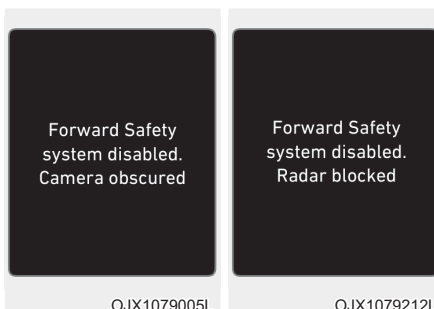 Forward Safety
system disabled.
Camera obscured
Forward Safety
system disabled.
Radar blocked
OJX1079005L
OJX1079212L